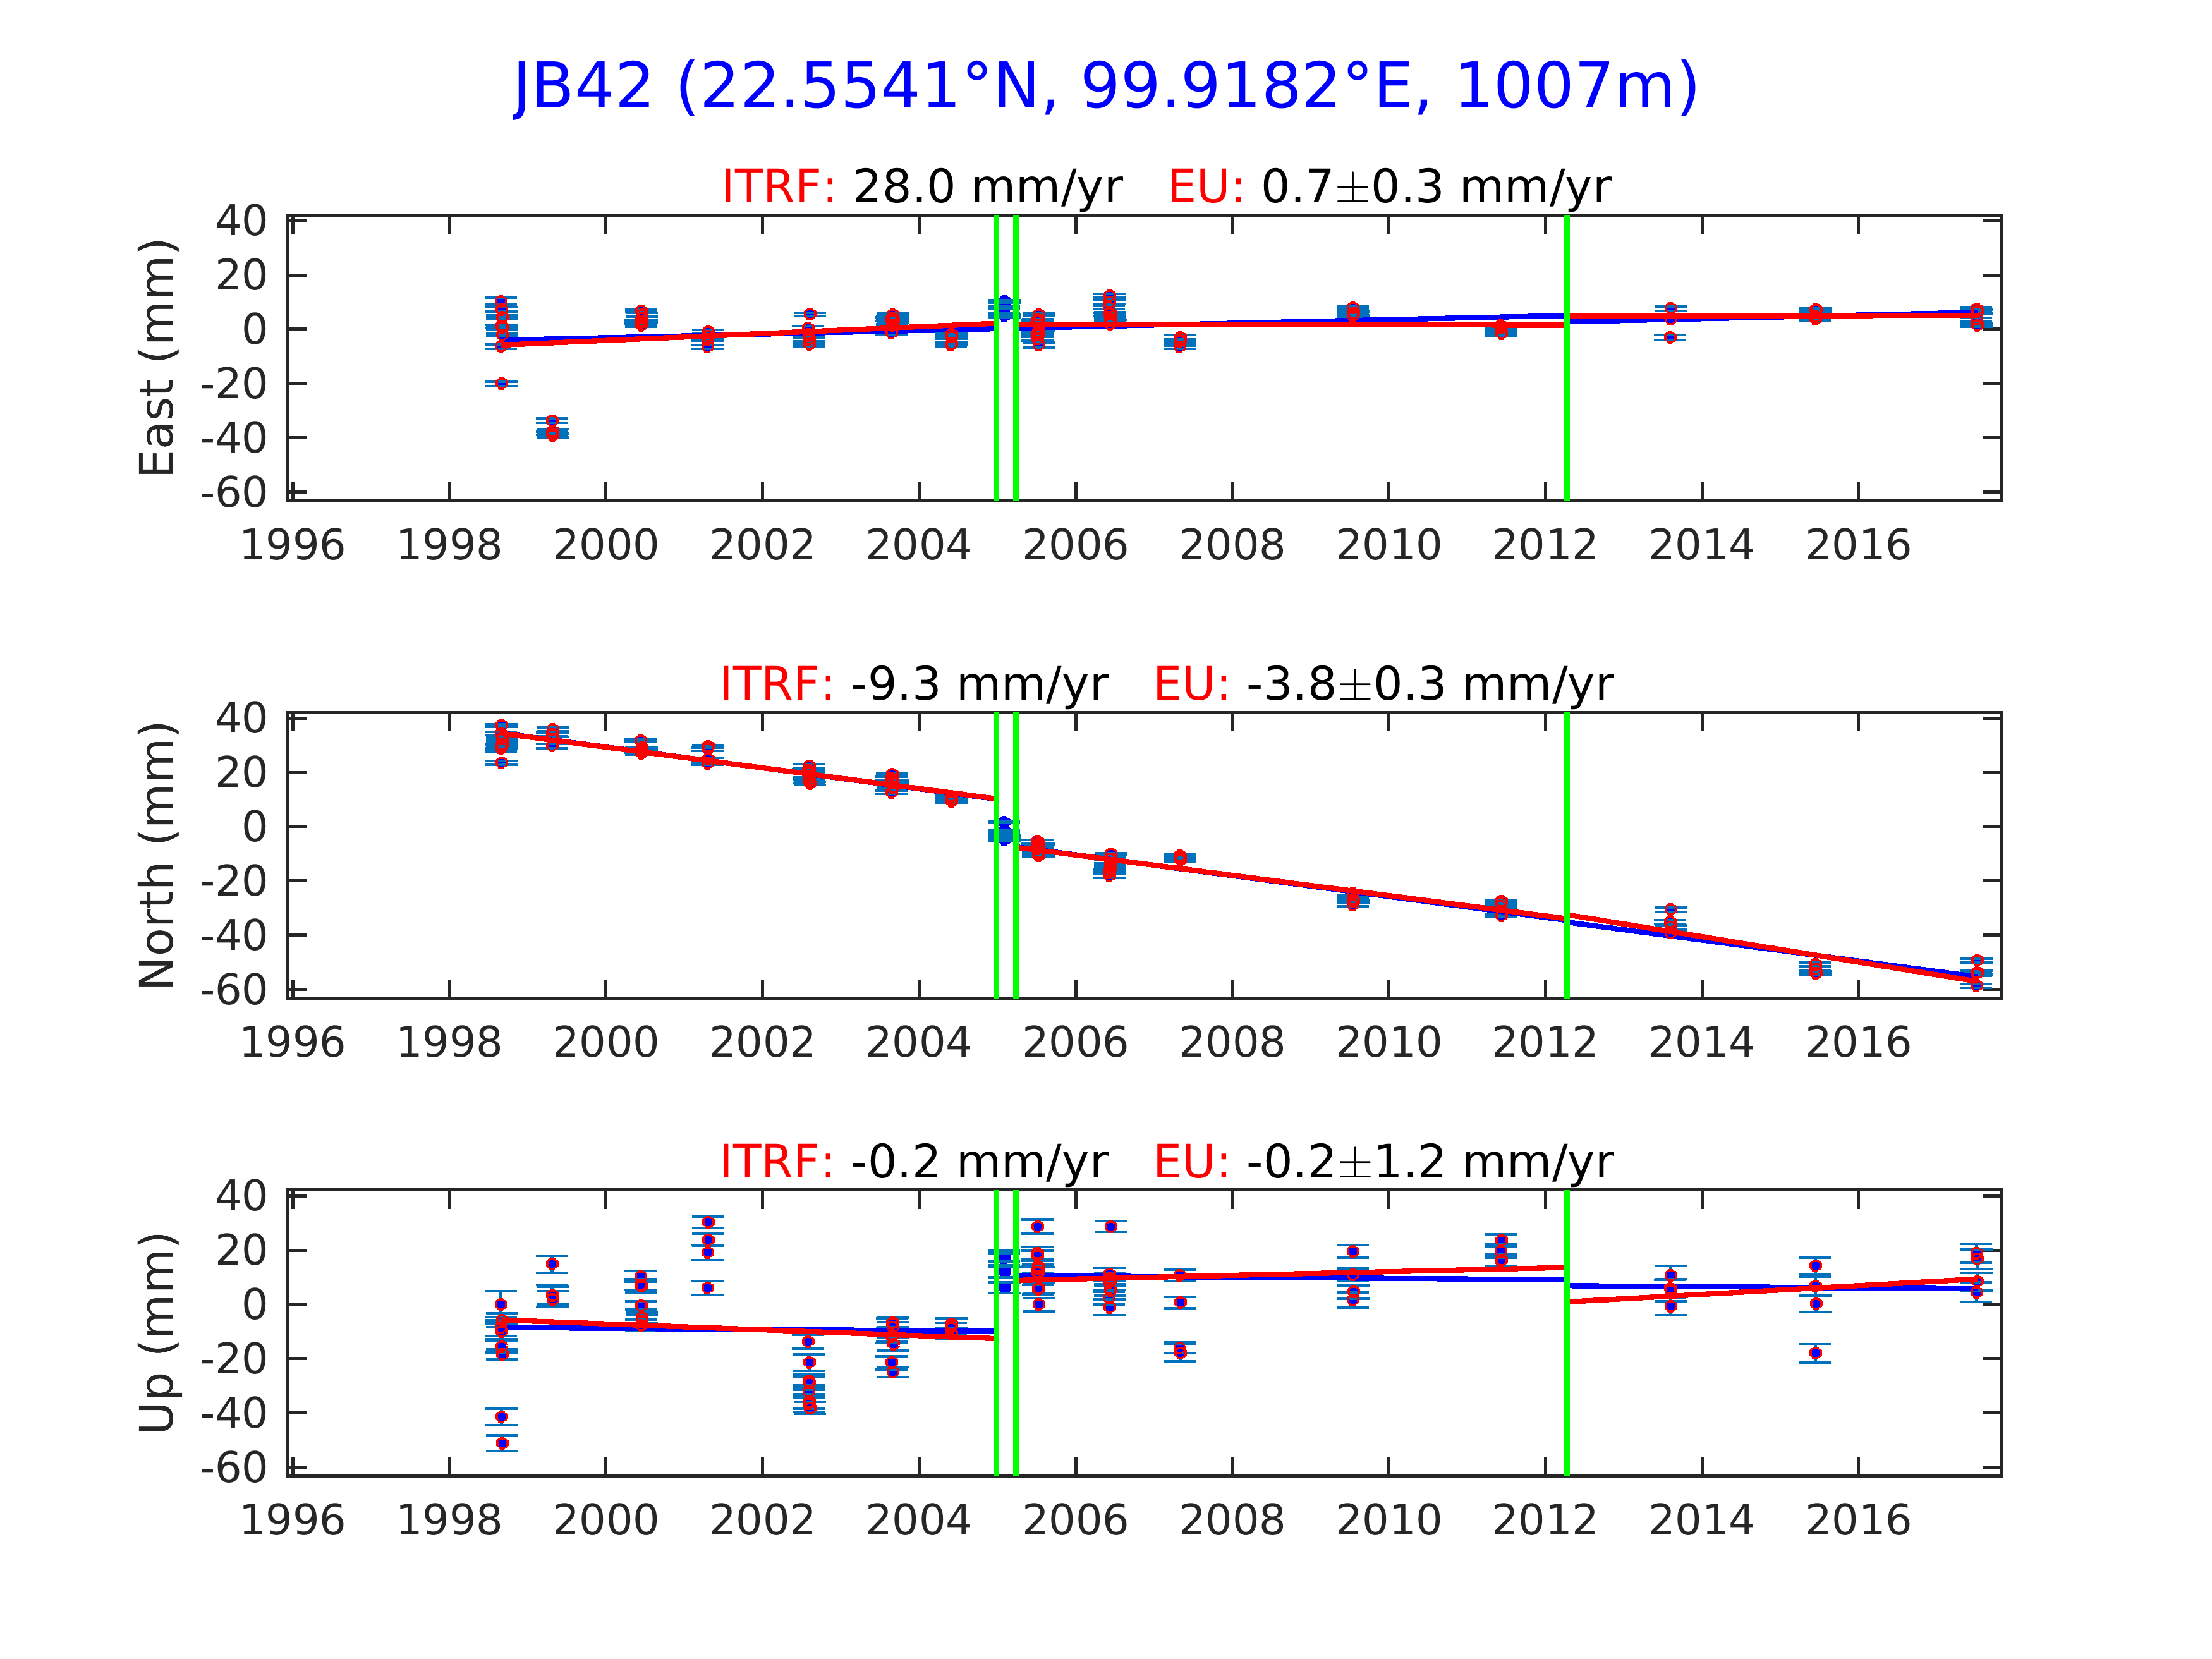 JB42 (22.5541°N, 99.9182°E, 1007m)
ITRF: 28.0 mm/yr EU: 0.7±0.3 mm/yr
East (mm)
40
20
0
-20
-40
-60
1996 1998 2000 2002 2004 2006 2008 2010 2012 2014 2016
ITRF: -9.3 mm/yr EU: -3.8±0.3 mm/yr
North (mm)
40
20
0
-20
-40
-60
1996 1998 2000 2002 2004 2006 2008 2010 2012 2014 2016
ITRF: -0.2 mm/yr EU: -0.2±1.2 mm/yr
Up (mm)
40
20
0
-20
-40
-60
1996 1998 2000 2002 2004 2006 2008 2010 2012 2014 2016